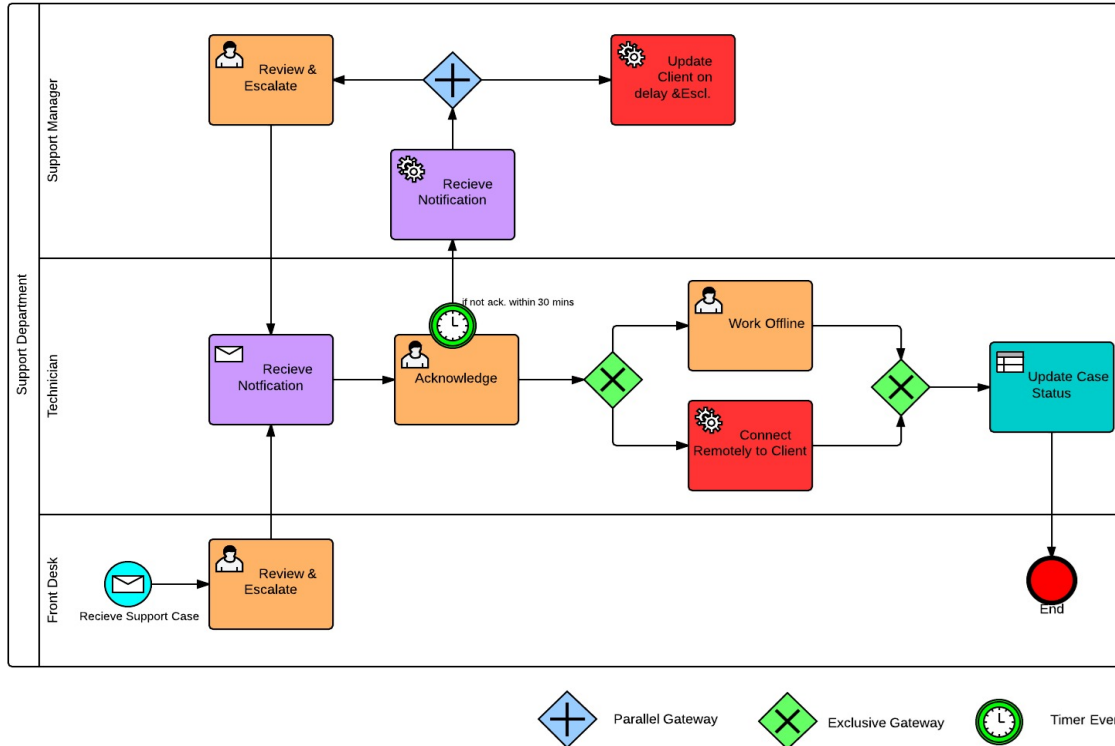 Support Department
Support Manager
Review &
Escalate
Update
Client on
delay &Escl.
Recieve
Notification
Technician
if not ack. within 30 mins
Recieve
Notfication
Acknowledge
Work Offline
Connect
Remotely to Client
Update Case
Status
Front Desk
Recieve Support Case
Review &
Escalate
End
Parallel Gateway
Exclusive Gateway
Timer Even